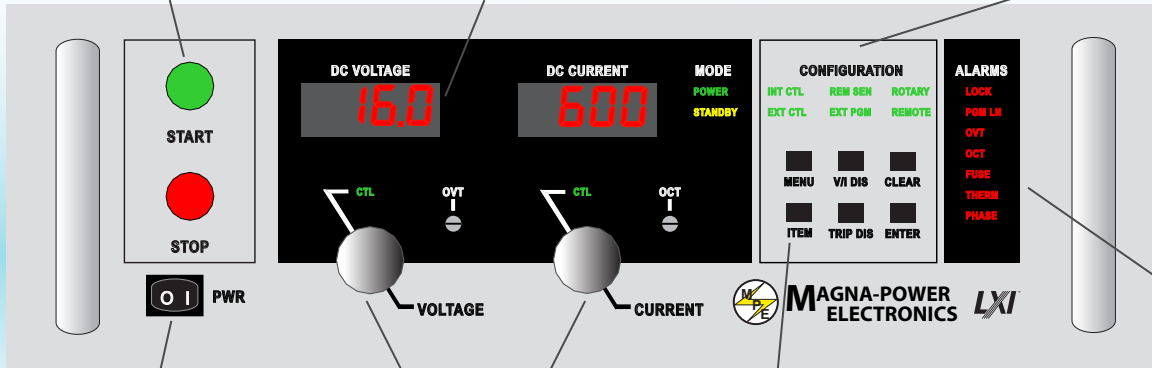 START
STOP
O I PWR
DC VOLTAGE
16.0
DC CURRENT
600
MODE
POWER
STANDBY
CTL
OVT
VOLTAGE
CTL
OCT
CURRENT
CONFIGURATION
INT CTL REM SEN ROTARY
EXT CTL EXT PGM REMOTE
MENU V/I DIS CLEAR
ITEM TRIP DIS ENTER
ALARMS
LOCK
PGM LN
OVT
OCT
FUSE
THERM
PHASE
MPE
MAGNA-POWER
ELECTRONICS
LXI